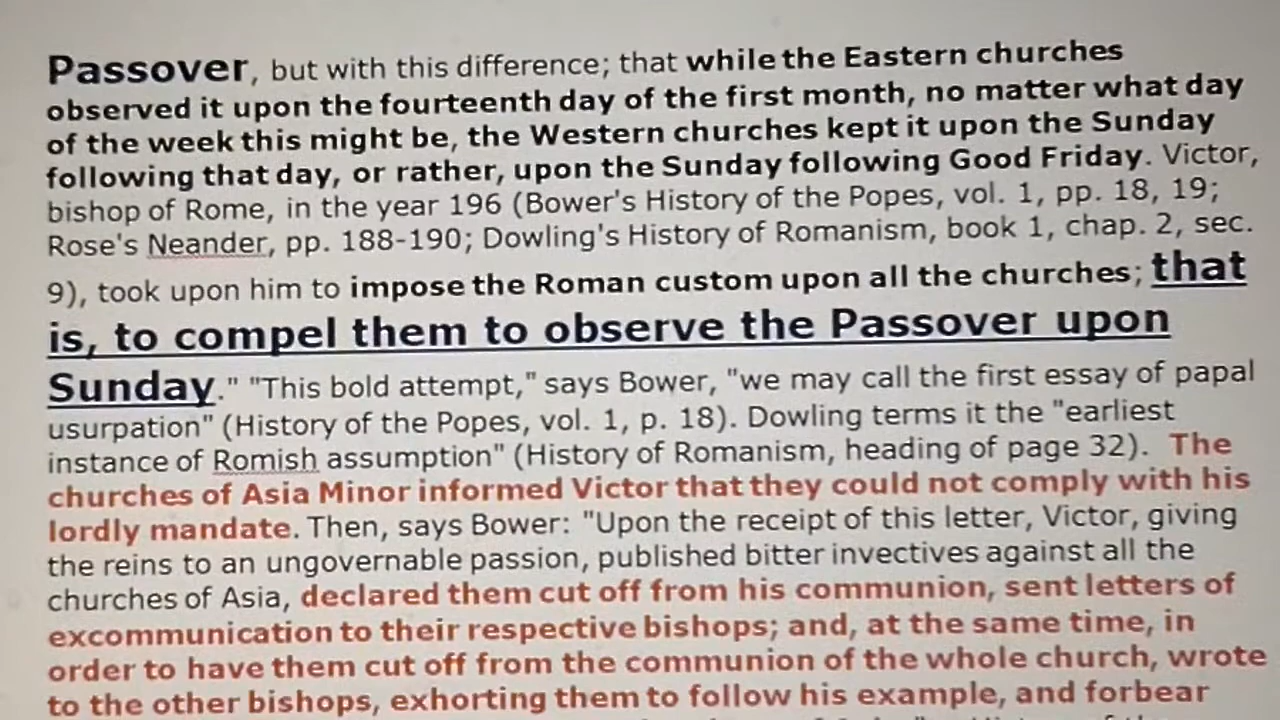 Passover, but with this difference; that while the Eastern churches
observed it upon the fourteenth day of the first month, no matter what day
of the week this might be, the Western churches kept it upon the Sunday
following that day, or rather, upon the Sunday following Good Friday. Victor,
bishop of Rome, in the year 196 (Bower's History of the Popes, vol. 1, pp. 18, 19;
Rose's Neander, pp. 188-190; Dowling's History of Romanism, book 1, chap. 2, sec.
9), took upon him to impose the Roman custom upon all the churches; that
is, to compel them to observe the Passover upon
Sunday." "This bold attempt," says Bower, "we may call the first essay of papal
usurpation" (History of the Popes, vol. 1, p. 18). Dowling terms it the "earliest
instance of Romish assumption" (History of Romanism, heading of page 32). The
churches of Asia Minor informed Victor that they could not comply with his
lordly mandate. Then, says Bower: "Upon the receipt of this letter, Victor, giving
the reins to an ungovernable passion, published bitter invectives against all the
churches of Asia, declared them cut off from his communion, sent letters of
excommunication to their respective bishops; and, at the same time, in
order to have them cut off from the communion of the whole church, wrote
to the other bishops, exhorting them to follow his example, and forbear